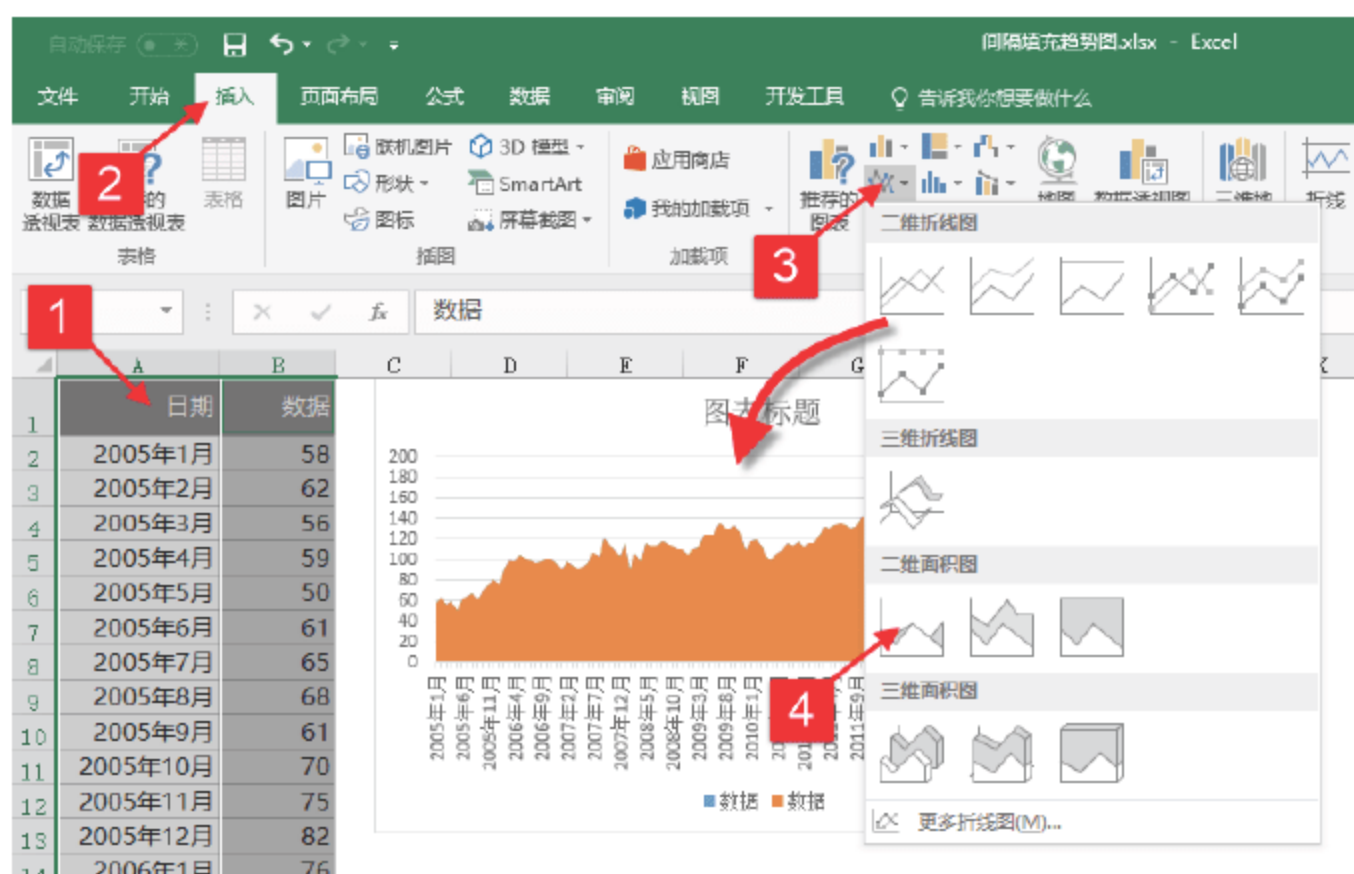 自动保存
间隔填充趋势图.xlsx - Excel
文件 开始 插入 页面布局 公式 数据 审阅 视图 开发工具 告诉我你想要做什么
2
数据
透视表
的
数据透视表
表格
表格
图片
联机图片
形状
图标
3D 模型
SmartArt
屏幕截图
插图
应用商店
我的加载项
加载项
推荐的
图表
地图
数据透视图
三维地
折线
3
1
fx 数据
A B C D E F G
1 日期 数据
2 2005年1月 58
3 2005年2月 62
4 2005年3月 56
5 2005年4月 59
6 2005年5月 50
7 2005年6月 61
8 2005年7月 65
9 2005年8月 68
10 2005年9月 61
11 2005年10月 70
12 2005年11月 75
13 2005年12月 82
14 2006年1月 76
图表标题
200
180
160
140
120
100
80
60
40
20
0
2005年1月
2005年6月
2005年11月
2006年4月
2006年9月
2007年2月
2007年7月
2007年12月
2008年5月
2008年10月
2009年3月
2009年8月
2010年1月
2011年9月
数据 数据
二维折线图
三维折线图
二维面积图
4
三维面积图
更多折线图(M)...